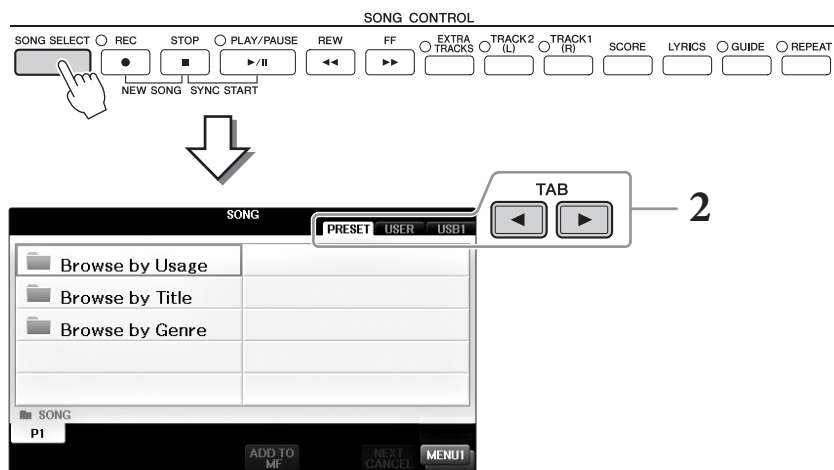 SONG CONTROL
SONG SELECT REC STOP PLAY/PAUSE REW FF EXTRA TRACKS TRACK2 (L) TRACK1 (R) SCORE LYRICS GUIDE REPEAT
NEW SONG SYNC START
TAB
2
SONG
PRESET USER USB1
Browse by Usage
Browse by Title
Browse by Genre
SONG
P1
ADD TO MF NEXT CANCEL MENU1